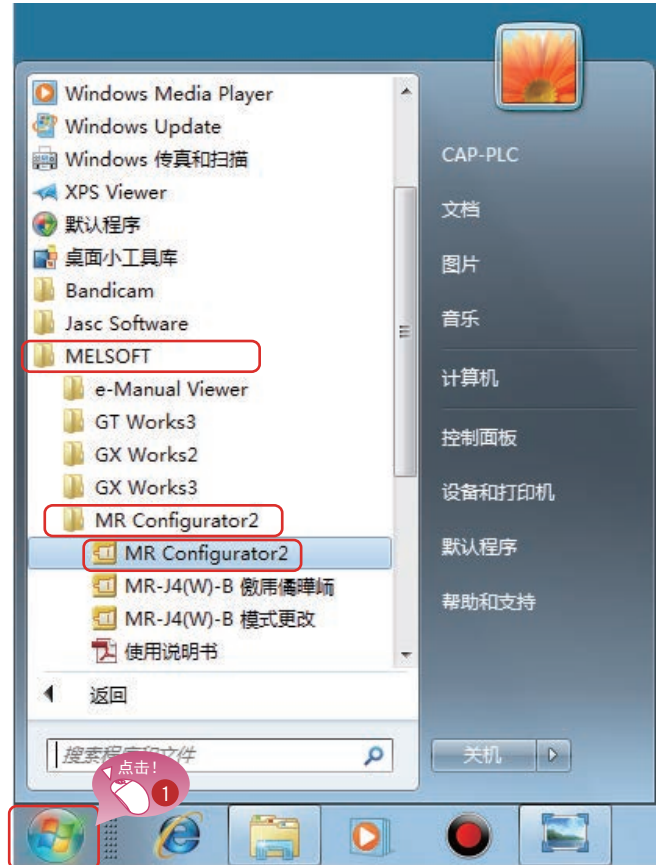 Windows Media Player
Windows Update
Windows 传真和扫描
XPS Viewer
默认程序
桌面小工具库
Bandicam
Jasc Software
MELSOFT
e-Manual Viewer
GT Works3
GX Works2
GX Works3
MR Configurator2
MR Configurator2
MR-J4(W)-B
MR-J4(W)-B 模式更改
使用说明书
返回
搜索程序和文件
点击!
1
CAP-PLC
文档
图片
音乐
计算机
控制面板
设备和打印机
默认程序
帮助和支持
关机